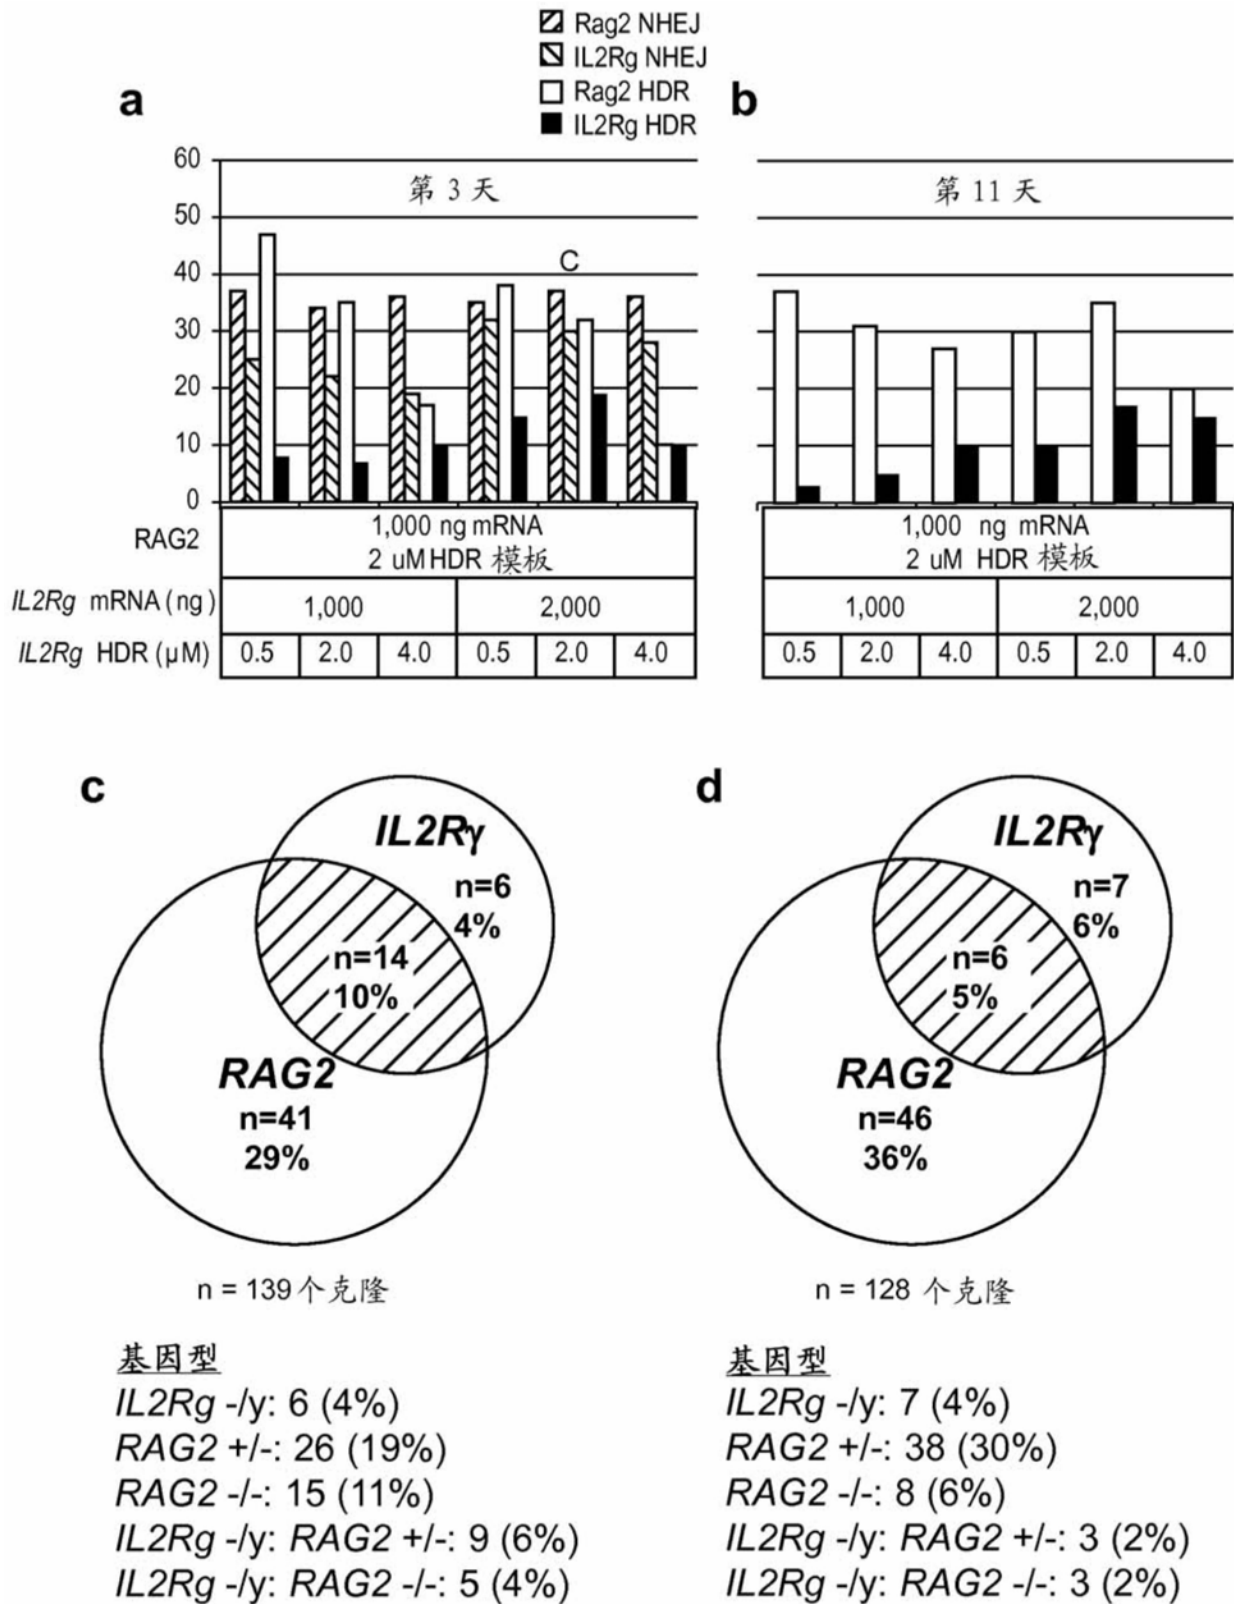 Rag2 NHEJ
IL2Rg NHEJ
Rag2 HDR
IL2Rg HDR
a
60
50
40
30
20
10
0
第 3 天
C
RAG2
1,000 ng mRNA
2 uM HDR 模板
IL2Rg mRNA (ng)
1,000 2,000
IL2Rg HDR (μM)
0.5 2.0 4.0 0.5 2.0 4.0
b
第 11 天
1,000 ng mRNA
2 uM HDR 模板
1,000 2,000
0.5 2.0 4.0 0.5 2.0 4.0
c
IL2Rγ
n=6
4%
n=14
10%
RAG2
n=41
29%
n = 139 个克隆
基因型
IL2Rg -/y: 6 (4%)
RAG2 +/-: 26 (19%)
RAG2 -/-: 15 (11%)
IL2Rg -/y: RAG2 +/-: 9 (6%)
IL2Rg -/y: RAG2 -/-: 5 (4%)
d
IL2Rγ
n=7
6%
n=6
5%
RAG2
n=46
36%
n = 128 个克隆
基因型
IL2Rg -/y: 7 (4%)
RAG2 +/-: 38 (30%)
RAG2 -/-: 8 (6%)
IL2Rg -/y: RAG2 +/-: 3 (2%)
IL2Rg -/y: RAG2 -/-: 3 (2%)